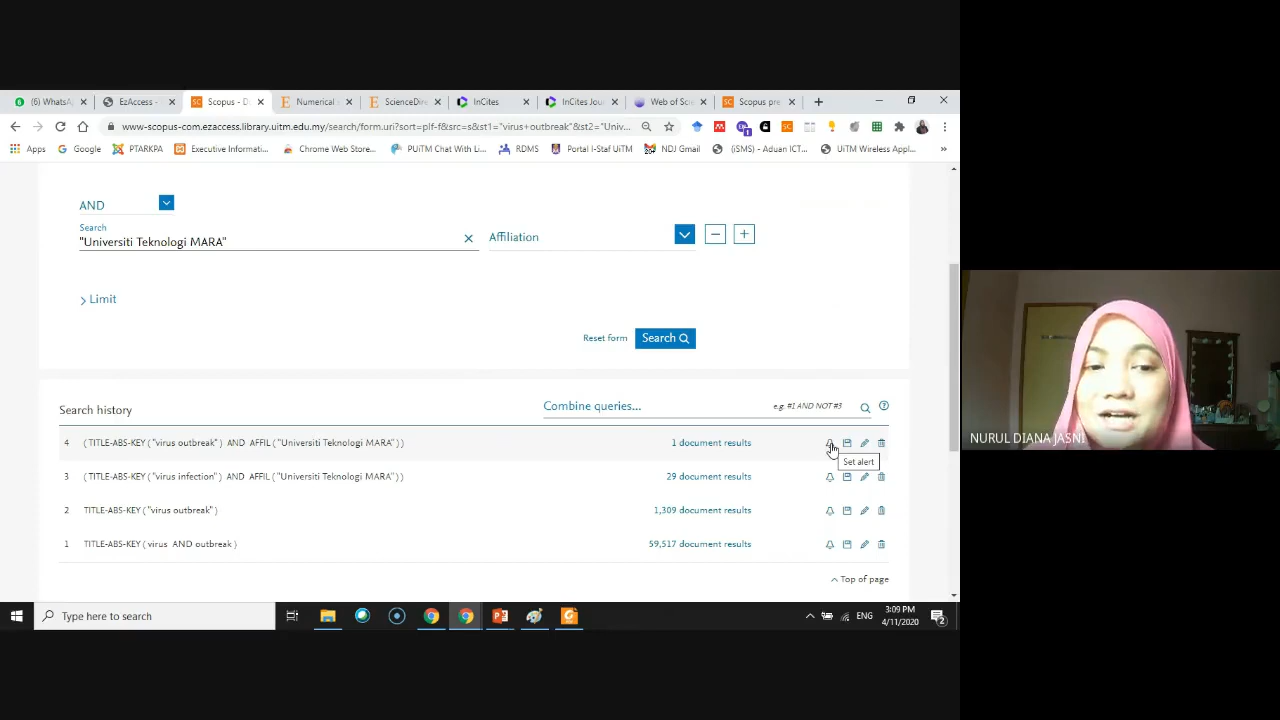 (6) WhatsA
EzAccess -
Scopus - D
Numerical
ScienceDire
InCites
InCites Jou
Web of Scie
Scopus pre
www-scopus-com.ezaccess.library.uitm.edu.my/search/form.uri?sort=plf-f&src=s&st1="virus+outbreak"&st2="Univ...
Apps
Google
PTARKPA
Executive Informati...
Chrome Web Store...
PUiTM Chat With Li...
RDMS
Portal I-Staf UiTM
NDJ Gmail
(iSMS) - Aduan ICT...
UiTM Wireless Appl...
AND
Search
"Universiti Teknologi MARA"
Affiliation
Limit
Reset form
Search
Search history
Combine queries...
e.g. #1 AND NOT #3
4 ( TITLE-ABS-KEY ( "virus outbreak" ) AND AFFIL ( "Universiti Teknologi MARA" ) ) 1 document results
Set alert
3 ( TITLE-ABS-KEY ( "virus infection" ) AND AFFIL ( "Universiti Teknologi MARA" ) ) 29 document results
2 TITLE-ABS-KEY ( "virus outbreak" ) 1,309 document results
1 TITLE-ABS-KEY ( virus AND outbreak ) 59,517 document results
Top of page
NURUL DIANA JASNI
Type here to search
ENG
3:09 PM
4/11/2020
2